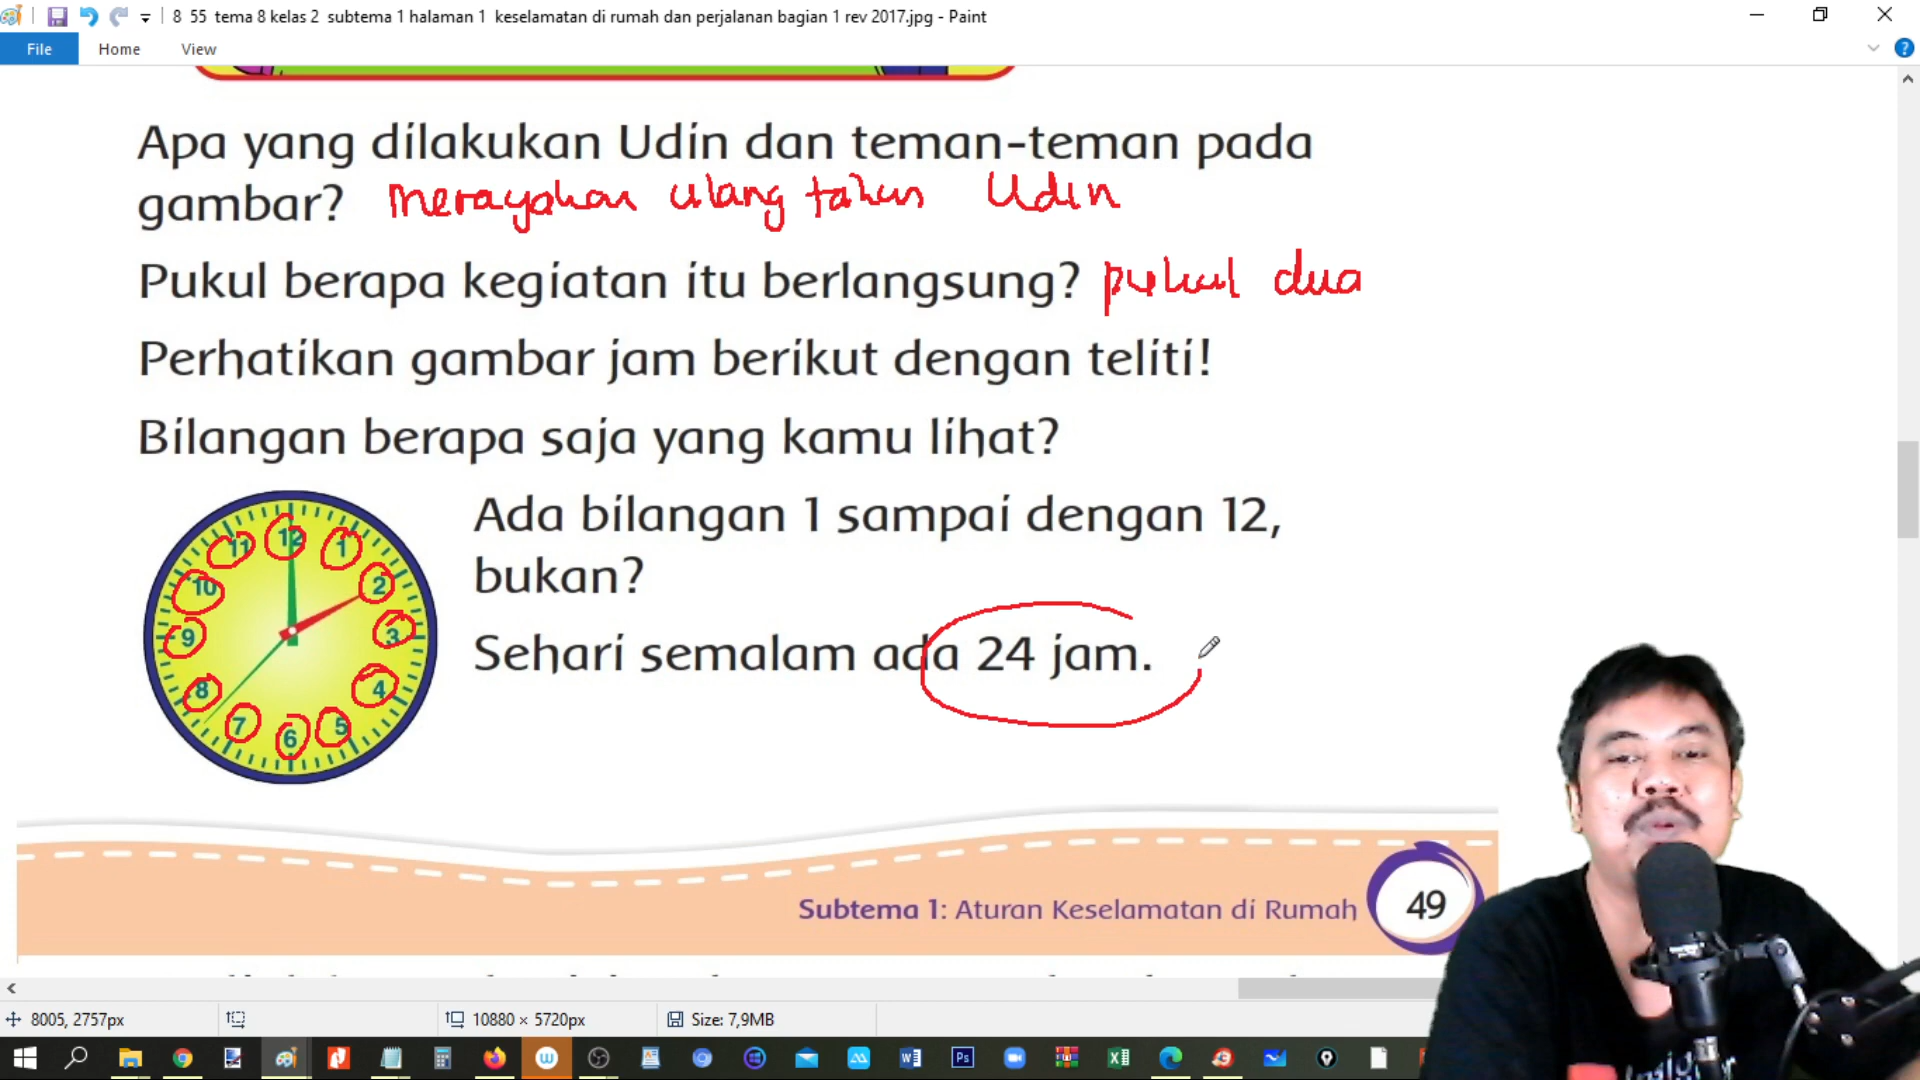 8 55 tema 8 kelas 2 subtema 1 halaman 1 keselamatan di rumah dan perjalanan bagian 1 rev 2017.jpg - Paint
File Home View
Apa yang dilakukan Udin dan teman-teman pada
gambar? merayakan ulang tahun Udin
Pukul berapa kegiatan itu berlangsung? pukul dua
Perhatikan gambar jam berikut dengan teliti!
Bilangan berapa saja yang kamu lihat?
12
11 1
10 2
9 3
8 4
7 5
6
Ada bilangan 1 sampai dengan 12,
bukan?
Sehari semalam ada 24 jam.
Subtema 1: Aturan Keselamatan di Rumah 49
8005, 2757px 10880 × 5720px Size: 7,9MB